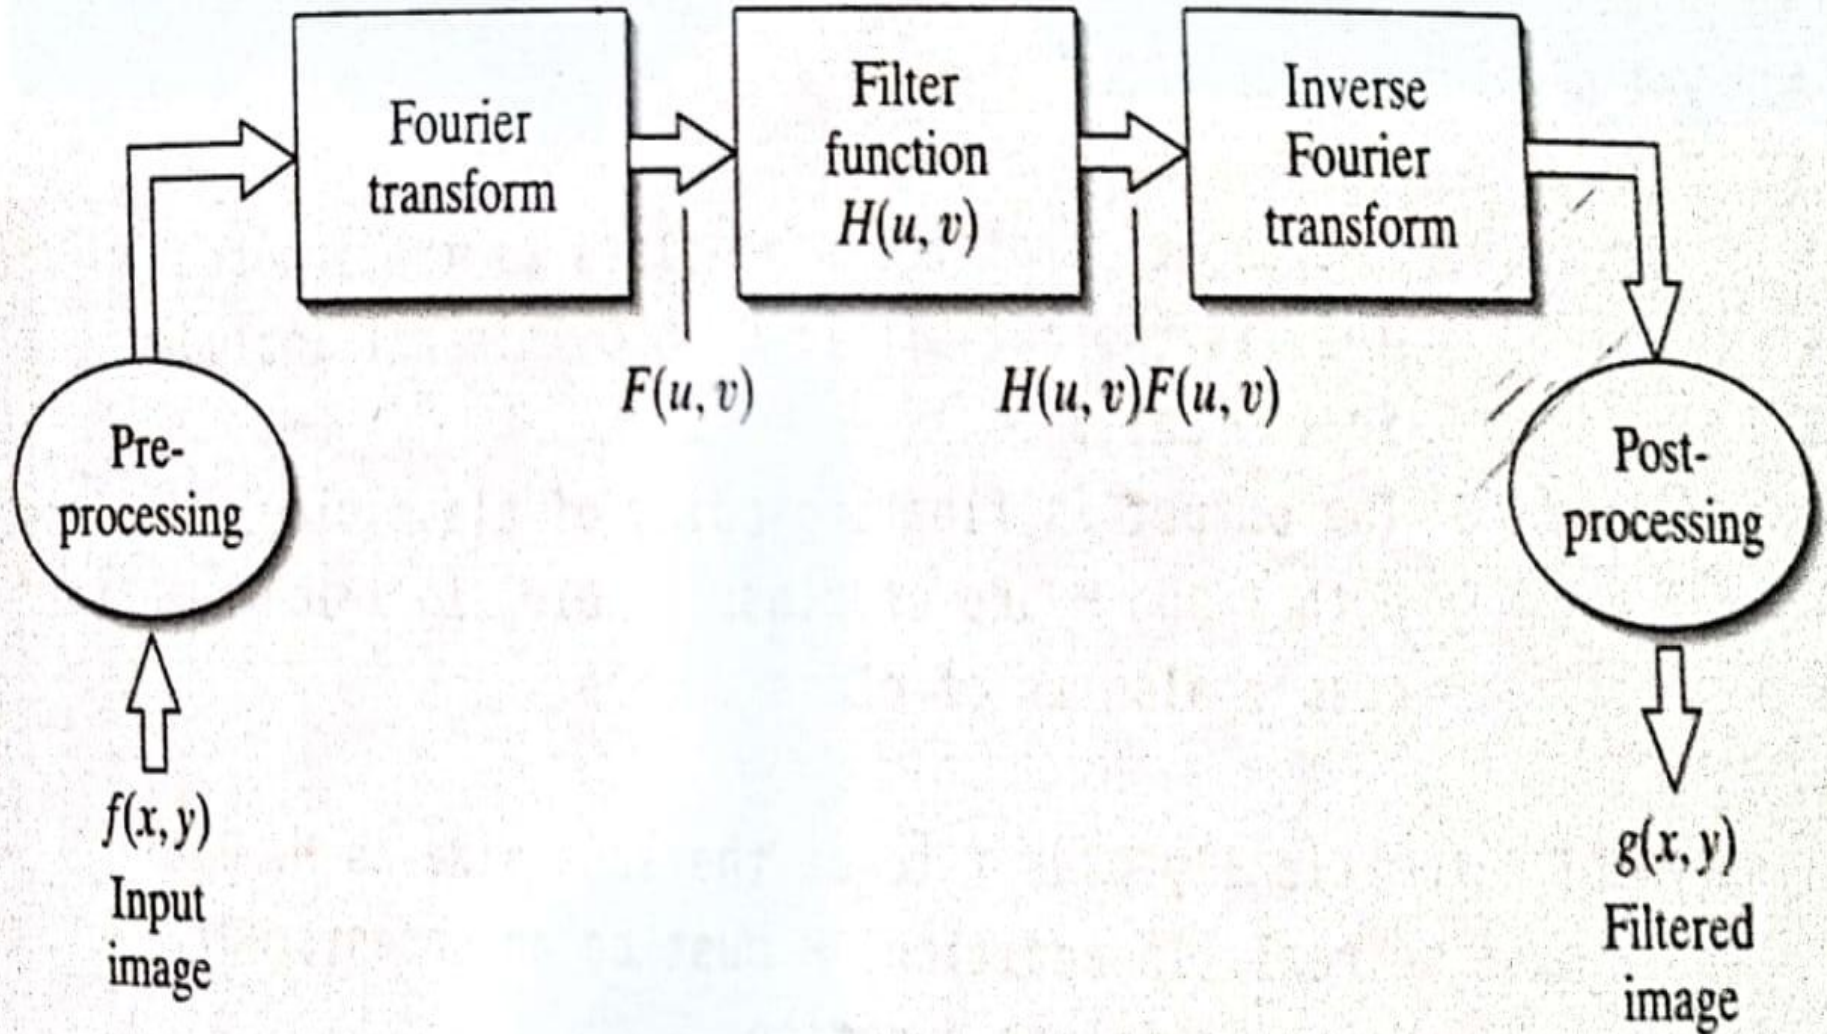 Fourier
transform
Filter
function
H(u, v)
Inverse
Fourier
transform
F(u, v)
H(u, v)F(u, v)
Pre-
processing
Post-
processing
f(x, y)
Input
image
g(x, y)
Filtered
image